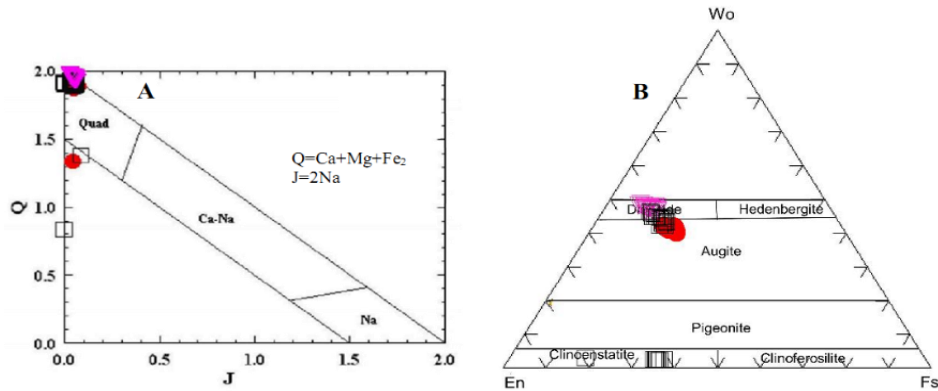 A
2.0
1.5
1.0
0.5
0.0
Q
Quad
Ca-Na
Na
Q=Ca+Mg+Fe2
J=2Na
0.0
0.5
1.0
1.5
2.0
J
B
Wo
Hedenbergite
Augite
Pigeonite
Clinoenstatite
Clinoferosilite
En
Fs